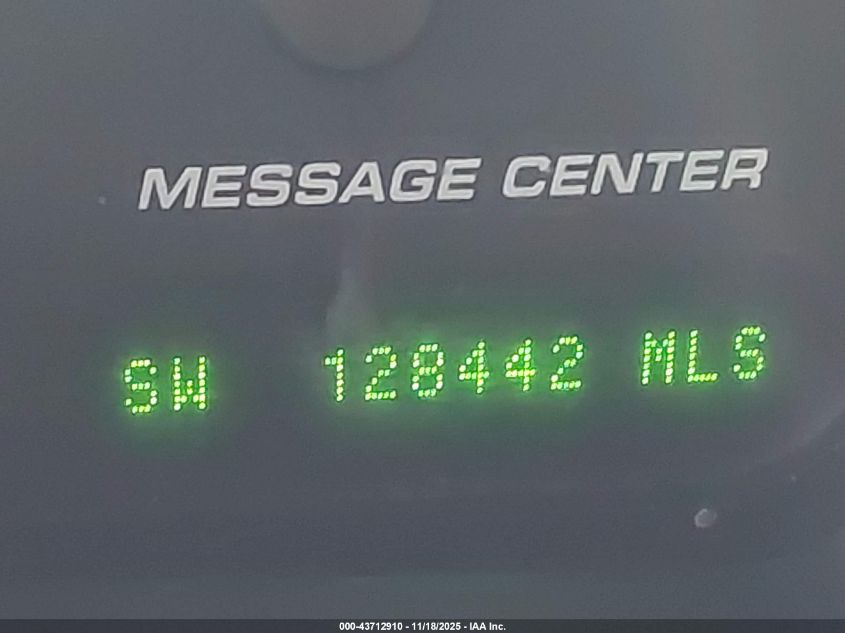 MESSAGE CENTER
SW 128442 MLS
000-43712910 - 11/18/2025 - IAA Inc.